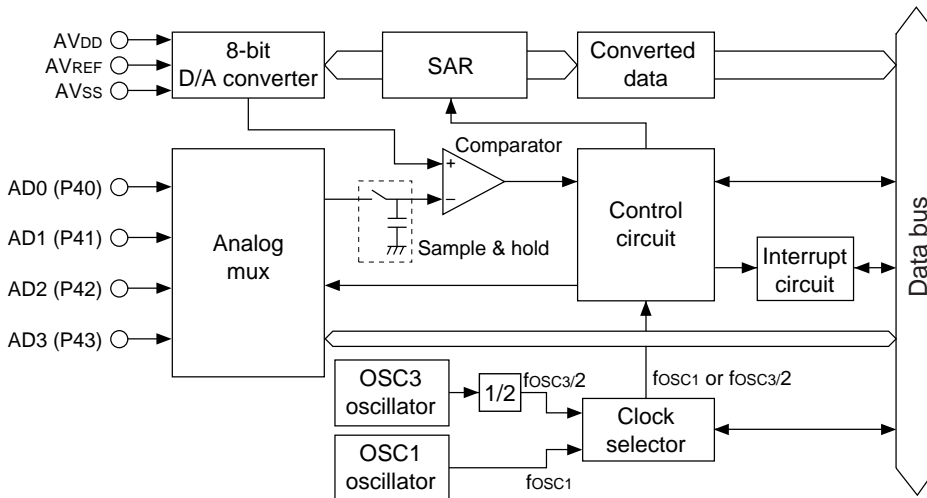 AVDD
AVREF
AVSS
8-bit
D/A converter
SAR
Converted
data
Comparator
+
−
AD0 (P40)
AD1 (P41)
AD2 (P42)
AD3 (P43)
Analog
mux
Sample & hold
Control
circuit
Interrupt
circuit
Data bus
OSC3
oscillator
1/2
fOSC3/2
fOSC1 or fOSC3/2
Clock
selector
OSC1
oscillator
fOSC1